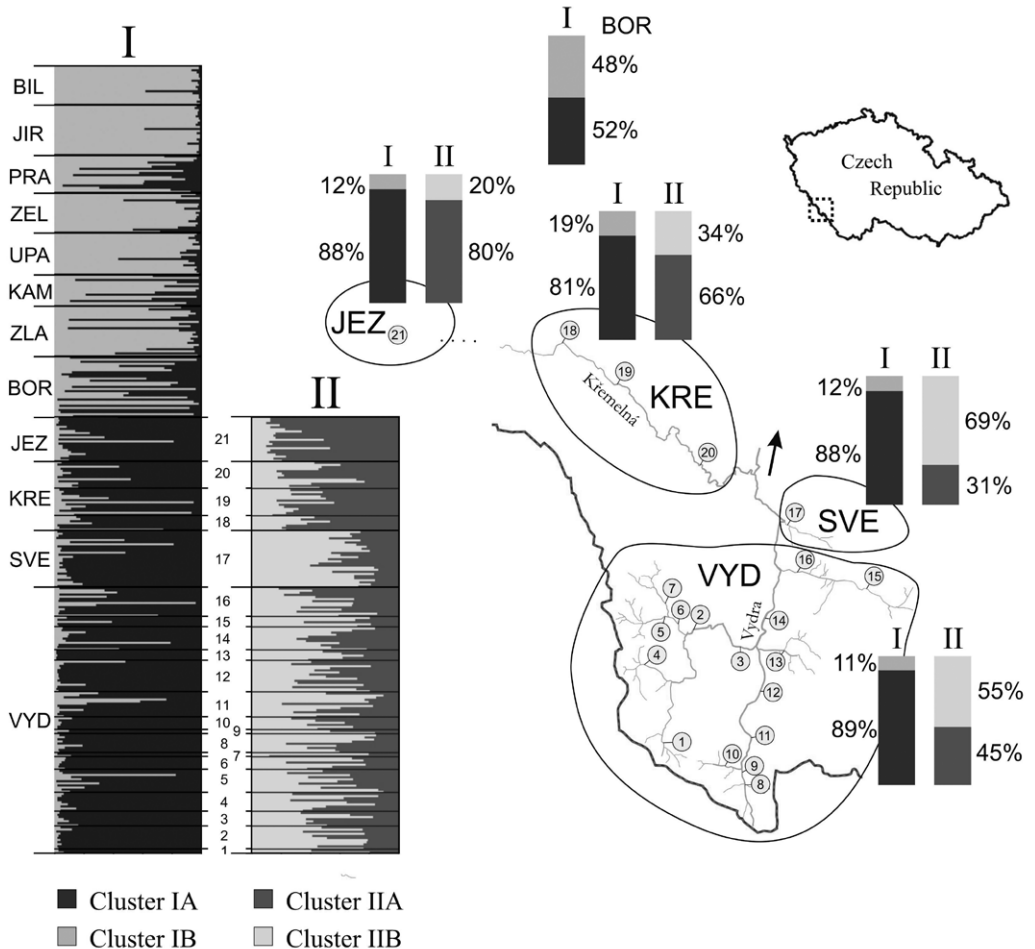 I
BIL
JIR
PRA
ZEL
UPA
KAM
ZLA
BOR
JEZ
KRE
SVE
VYD
II
21
20
19
18
17
16
15
14
13
12
11
10
9
8
7
6
5
4
3
2
1
Cluster IA
Cluster IB
Cluster IIA
Cluster IIB
I BOR
48%
52%
Czech
Republic
I II
12% 20%
88% 80%
JEZ
21
I II
19% 34%
81% 66%
18
19
20
Křemelná
KRE
I II
12% 69%
88% 31%
17
SVE
VYD
16
15
7
6
2
5
4
Vydra
14
3
13
12
1
11
10
9
8
I II
11% 55%
89% 45%